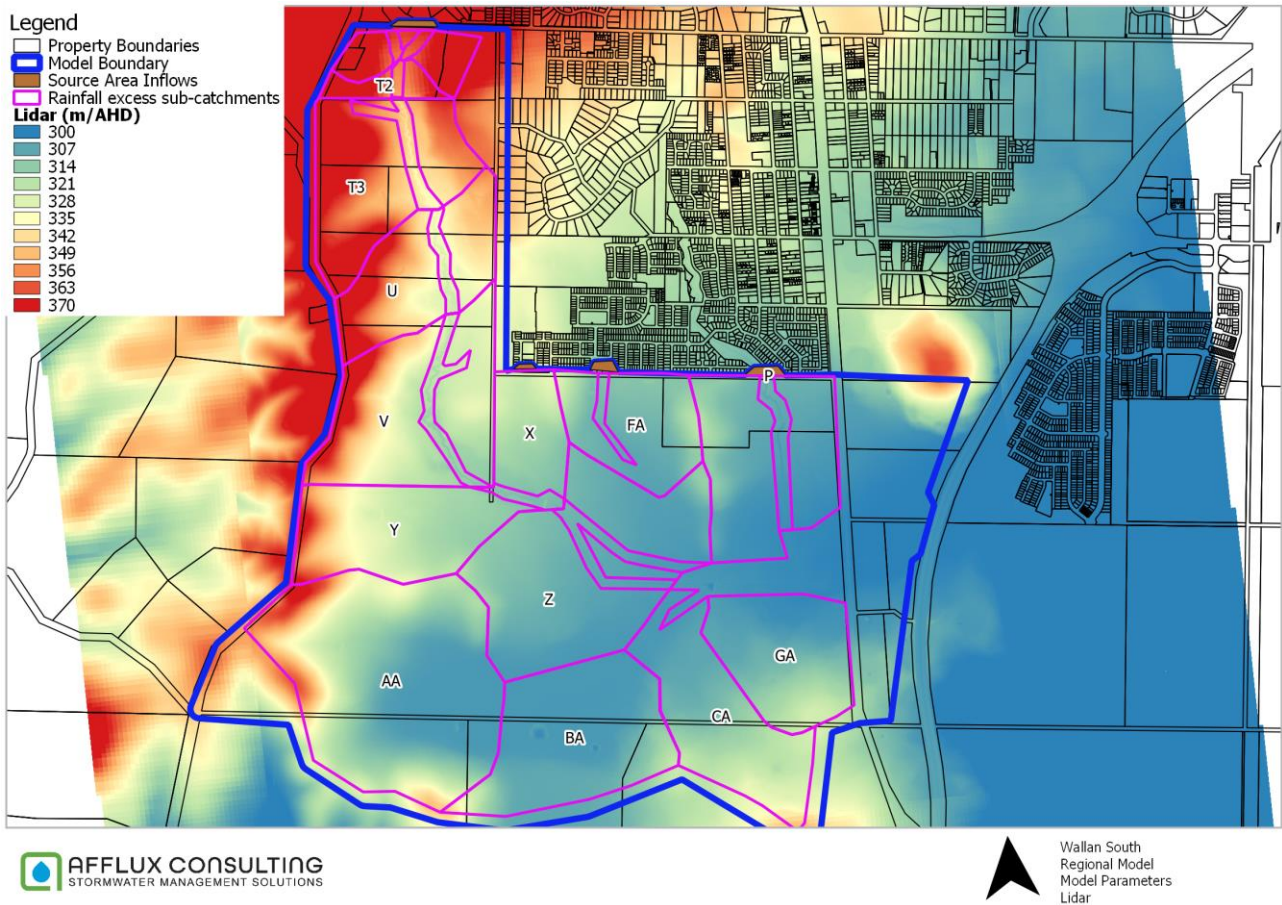 Legend
Property Boundaries
Model Boundary
Source Area Inflows
Rainfall excess sub-catchments
Lidar (m/AHD)
300
307
314
321
328
335
342
349
356
363
370
T2
T3
U
V
X
FA
P
Y
Z
AA
GA
CA
BA
AFFLUX CONSULTING
STORMWATER MANAGEMENT SOLUTIONS
Wallan South
Regional Model
Model Parameters
Lidar